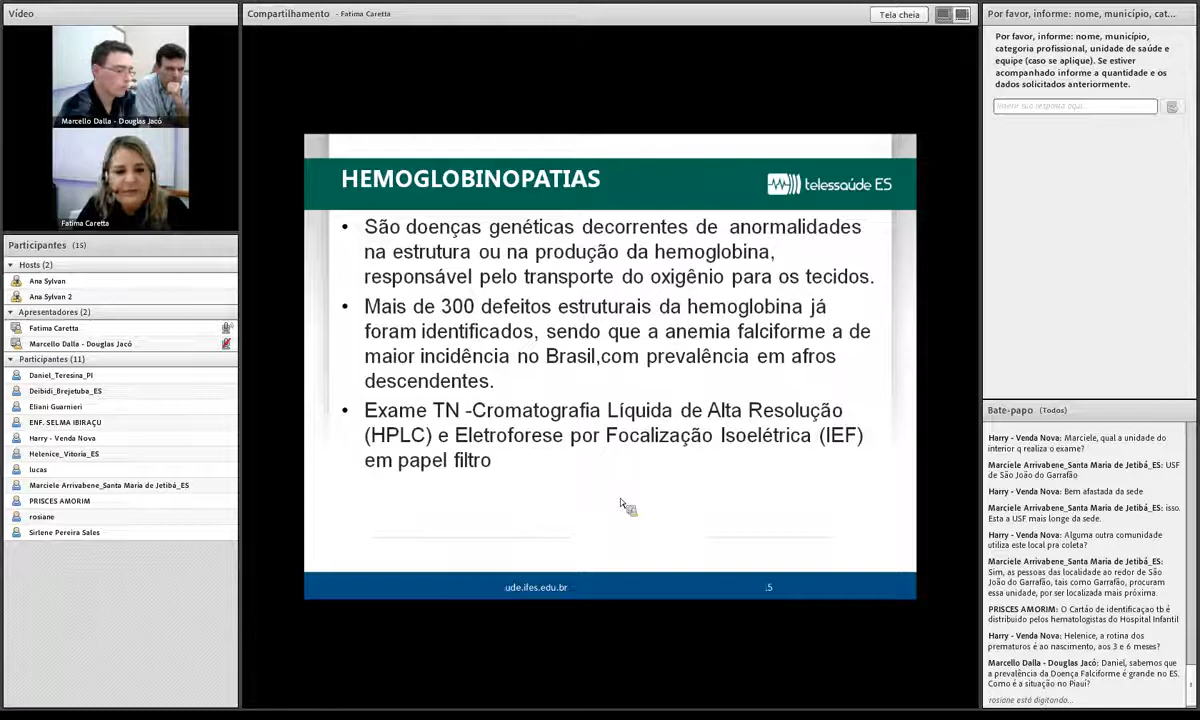 Vídeo
Marcello Dalla - Douglas Jacó
Fatima Caretta
Participantes (15)
Hosts (2)
Ana Sylvan
Ana Sylvan 2
Apresentadores (2)
Fatima Caretta
Marcello Dalla - Douglas Jacó
Participantes (11)
Daniel_Teresina_PI
Deibidi_Brejetuba_ES
Eliani Guarnieri
ENF. SELMA IBIRAÇU
Harry - Venda Nova
Helenice_Vitoria_ES
lucas
Marciele Arrivabene_Santa Maria de Jetibá_ES
PRISCES AMORIM
rosiane
Sirlene Pereira Sales
Compartilhamento - Fatima Caretta
Tela cheia
HEMOGLOBINOPATIAS
telessaúde ES
• São doenças genéticas decorrentes de anormalidades
na estrutura ou na produção da hemoglobina,
responsável pelo transporte do oxigênio para os tecidos.
• Mais de 300 defeitos estruturais da hemoglobina já
foram identificados, sendo que a anemia falciforme a de
maior incidência no Brasil,com prevalência em afros
descendentes.
• Exame TN -Cromatografia Líquida de Alta Resolução
(HPLC) e Eletroforese por Focalização Isoelétrica (IEF)
em papel filtro
ude.ifes.edu.br
.5
Por favor, informe: nome, município, cat...
Por favor, informe: nome, município,
categoria profissional, unidade de saúde e
equipe (caso se aplique). Se estiver
acompanhado informe a quantidade e os
dados solicitados anteriormente.
Inserir sua resposta aqui...
Bate-papo (Todos)
Harry - Venda Nova: Marciele, qual a unidade do
interior q realiza o exame?
Marciele Arrivabene_Santa Maria de Jetibá_ES: USF
de São João do Garrafão
Harry - Venda Nova: Bem afastada da sede
Marciele Arrivabene_Santa Maria de Jetibá_ES: isso.
Esta a USF mais longe da sede.
Harry - Venda Nova: Alguma outra comunidade
utiliza este local pra coleta?
Marciele Arrivabene_Santa Maria de Jetibá_ES:
Sim, as pessoas das localidade ao redor de São
João do Garrafão, tais como Garrafão, procuram
essa unidade, por ser localizada mais próxima.
PRISCES AMORIM: O Cartão de identificaçao tb é
distribuido pelos hematologistas do Hospital Infantil
Harry - Venda Nova: Helenice, a rotina dos
prematuros é ao nascimento, aos 3 e 6 meses?
Marcello Dalla - Douglas Jacó: Daniel, sabemos que
a prevalência da Doença Falciforme é grande no ES.
Como é a situação no Piauí?
rosiane está digitando...